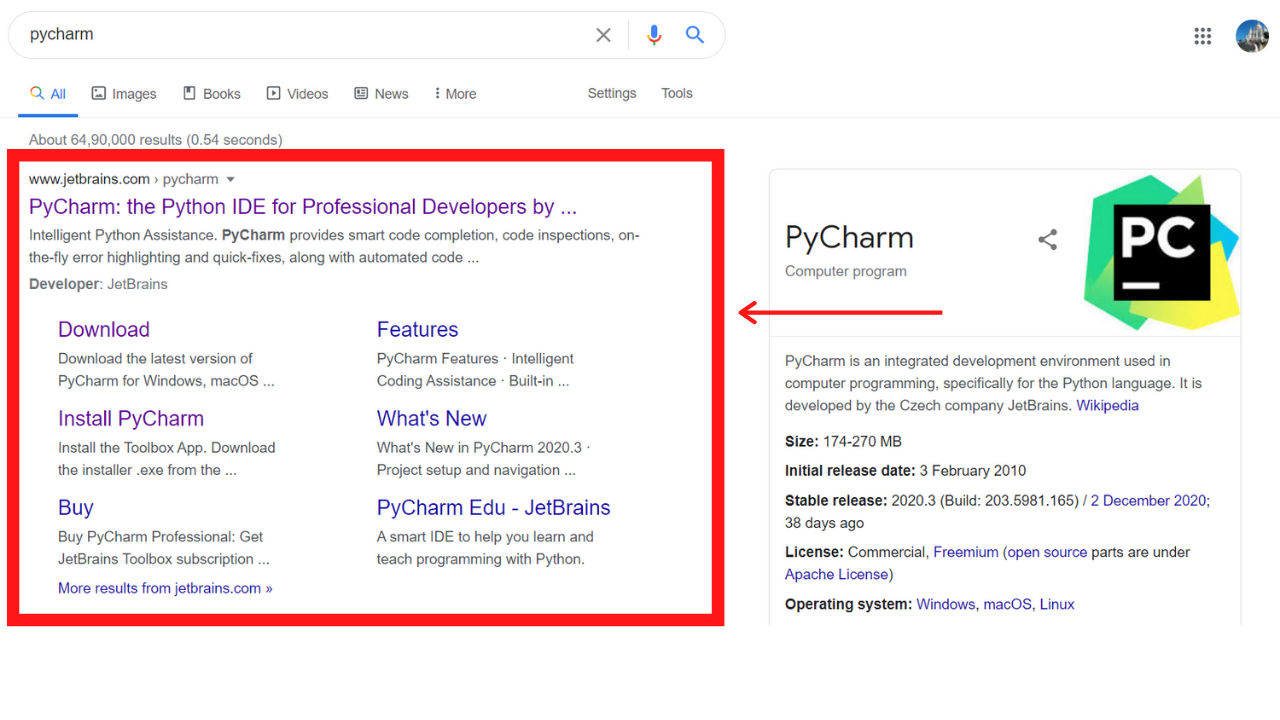 pycharm
All Images Books Videos News More Settings Tools
About 64,90,000 results (0.54 seconds)
www.jetbrains.com › pycharm
PyCharm: the Python IDE for Professional Developers by ...
Intelligent Python Assistance. PyCharm provides smart code completion, code inspections, on-
the-fly error highlighting and quick-fixes, along with automated code ...
Developer: JetBrains
Download
Download the latest version of
PyCharm for Windows, macOS ...
Features
PyCharm Features · Intelligent
Coding Assistance · Built-in ...
Install PyCharm
Install the Toolbox App. Download
the installer .exe from the ...
What's New
What's New in PyCharm 2020.3 ·
Project setup and navigation ...
Buy
Buy PyCharm Professional: Get
JetBrains Toolbox subscription ...
PyCharm Edu - JetBrains
A smart IDE to help you learn and
teach programming with Python.
More results from jetbrains.com »
PyCharm
Computer program
PC
PyCharm is an integrated development environment used in
computer programming, specifically for the Python language. It is
developed by the Czech company JetBrains. Wikipedia
Size: 174-270 MB
Initial release date: 3 February 2010
Stable release: 2020.3 (Build: 203.5981.165) / 2 December 2020;
38 days ago
License: Commercial, Freemium (open source parts are under
Apache License)
Operating system: Windows, macOS, Linux